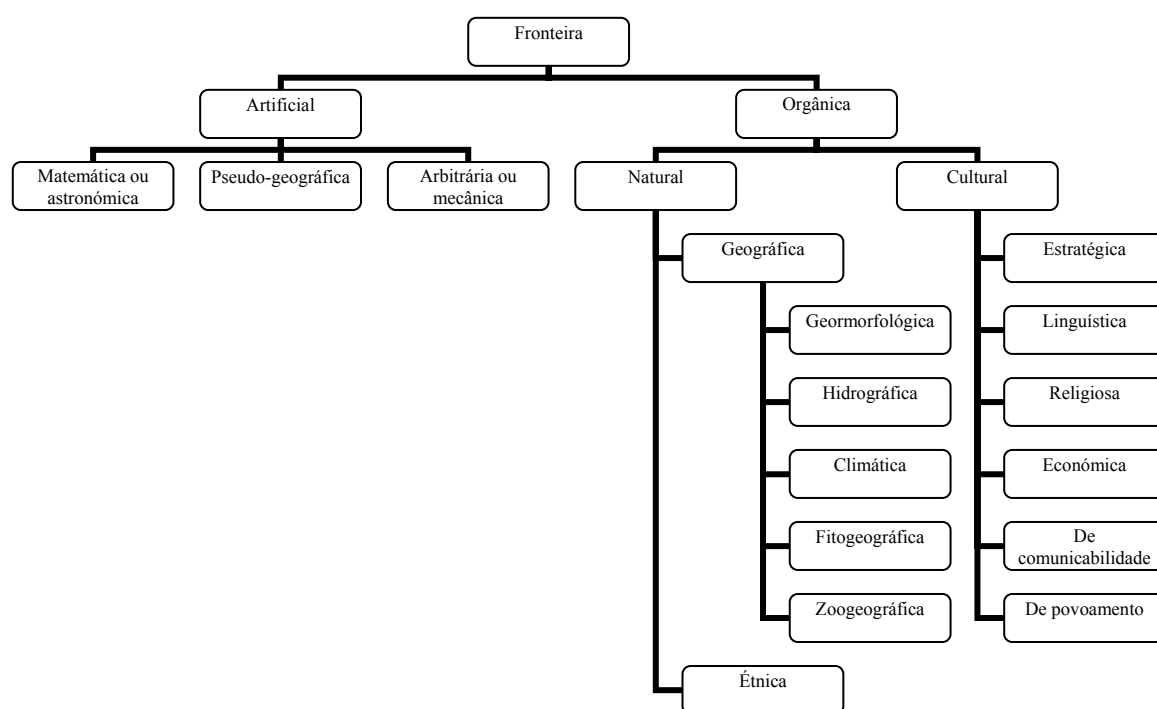 Fronteira
Artificial
Orgânica
Matemática ou
astronómica
Pseudo-geográfica
Arbitrária ou
mecânica
Natural
Cultural
Geográfica
Estratégica
Geormorfológica
Linguística
Hidrográfica
Religiosa
Climática
Económica
Fitogeográfica
De
comunicabilidade
Zoogeográfica
De povoamento
Étnica